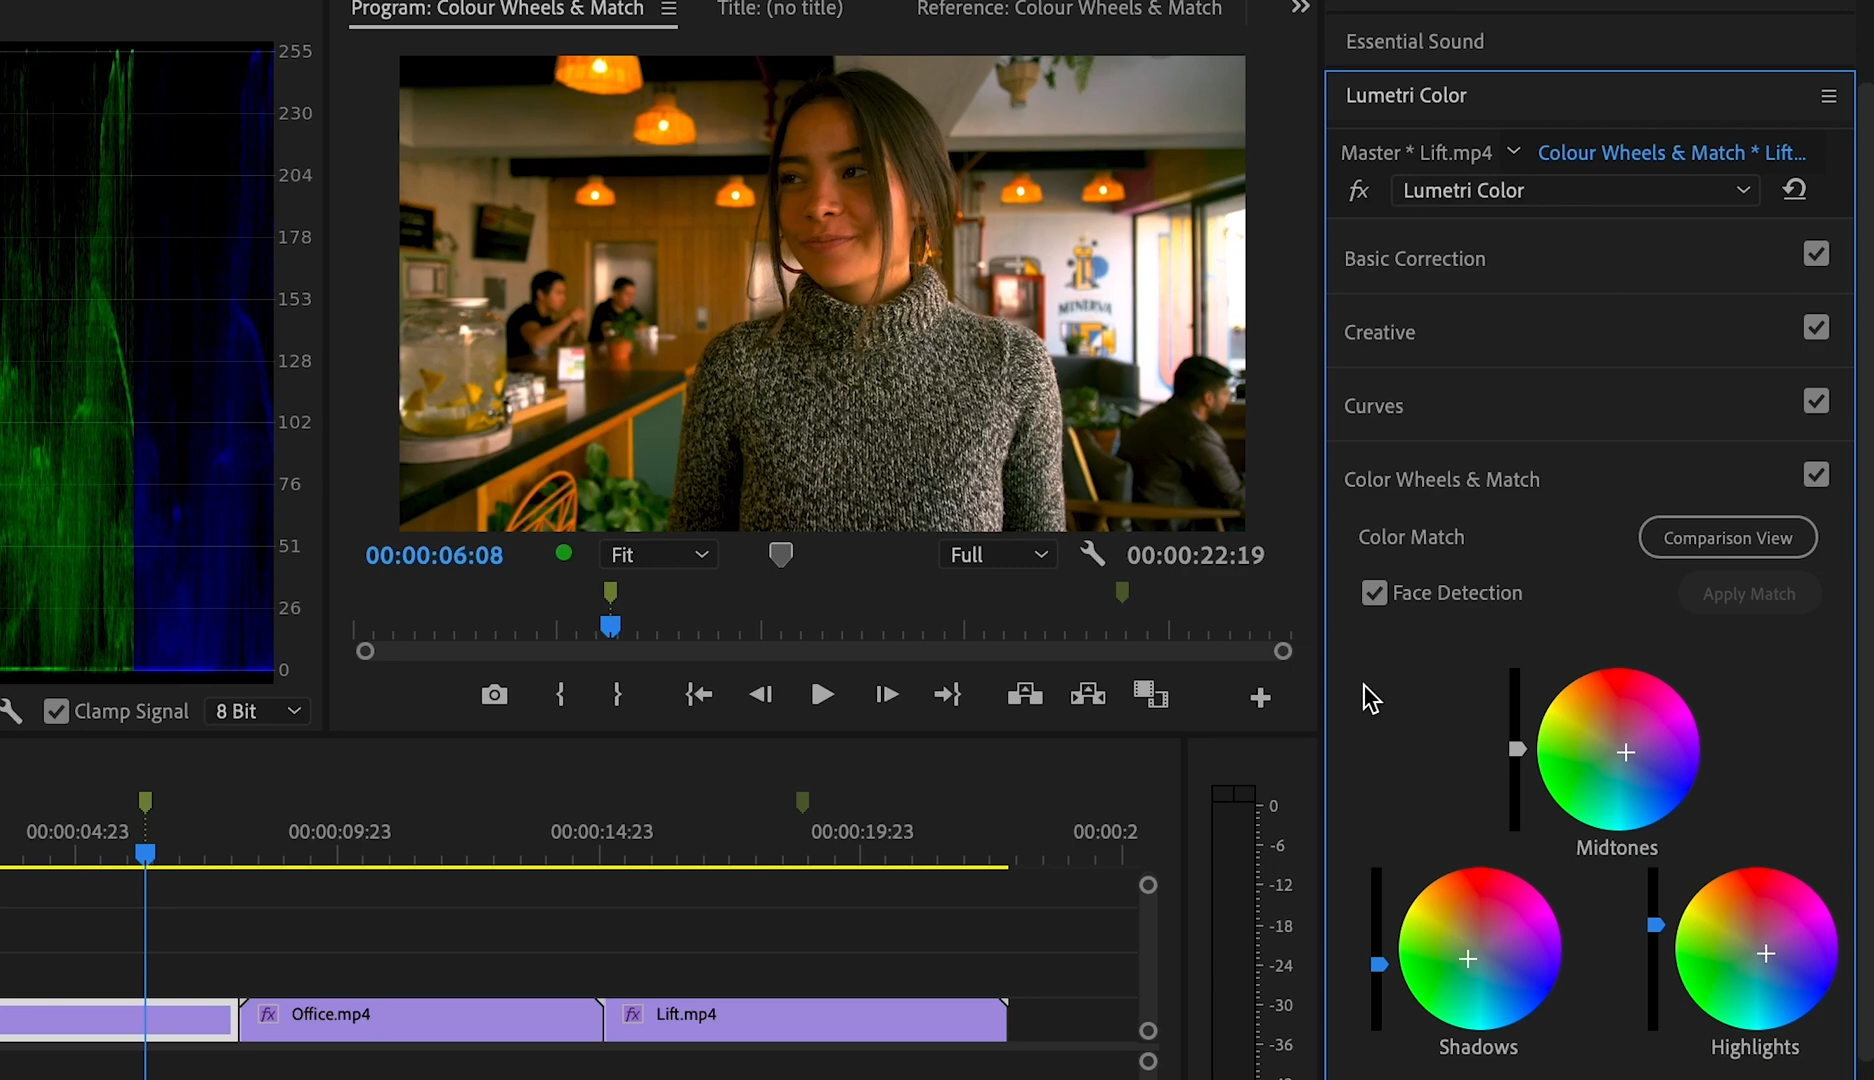 Program: Colour Wheels & Match
Title: (no title)
Reference: Colour Wheels & Match
Essential Sound
255
230
204
178
153
128
102
76
51
26
0
Clamp Signal
8 Bit
MINERVA
00:00:06:08
Fit
Full
00:00:22:19
Lumetri Color
Master * Lift.mp4
Colour Wheels & Match * Lift...
fx
Lumetri Color
Basic Correction
Creative
Curves
Color Wheels & Match
Color Match
Comparison View
Face Detection
Apply Match
Midtones
Shadows
Highlights
00:00:04:23
00:00:09:23
00:00:14:23
00:00:19:23
00:00:2
fx Office.mp4
fx Lift.mp4
0
-6
-12
-18
-24
-30
-36